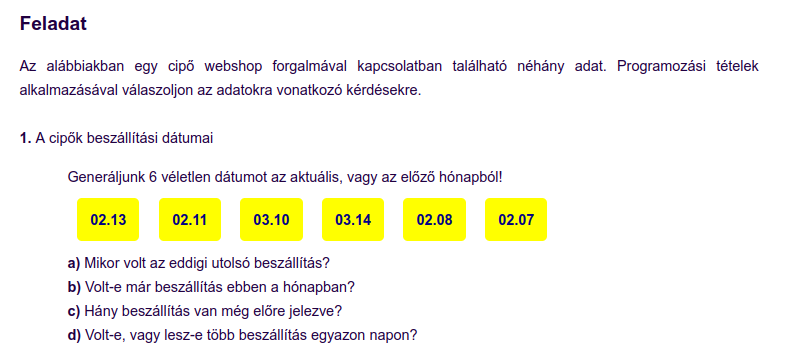 Feladat
Az alábbiakban egy cipő webshop forgalmával kapcsolatban található néhány adat. Programozási tételek
alkalmazásával válaszoljon az adatokra vonatkozó kérdésekre.
1. A cipők beszállítási dátumai
Generáljunk 6 véletlen dátumot az aktuális, vagy az előző hónapból!
02.13 02.11 03.10 03.14 02.08 02.07
a) Mikor volt az eddigi utolsó beszállítás?
b) Volt-e már beszállítás ebben a hónapban?
c) Hány beszállítás van még előre jelezve?
d) Volt-e, vagy lesz-e több beszállítás egyazon napon?